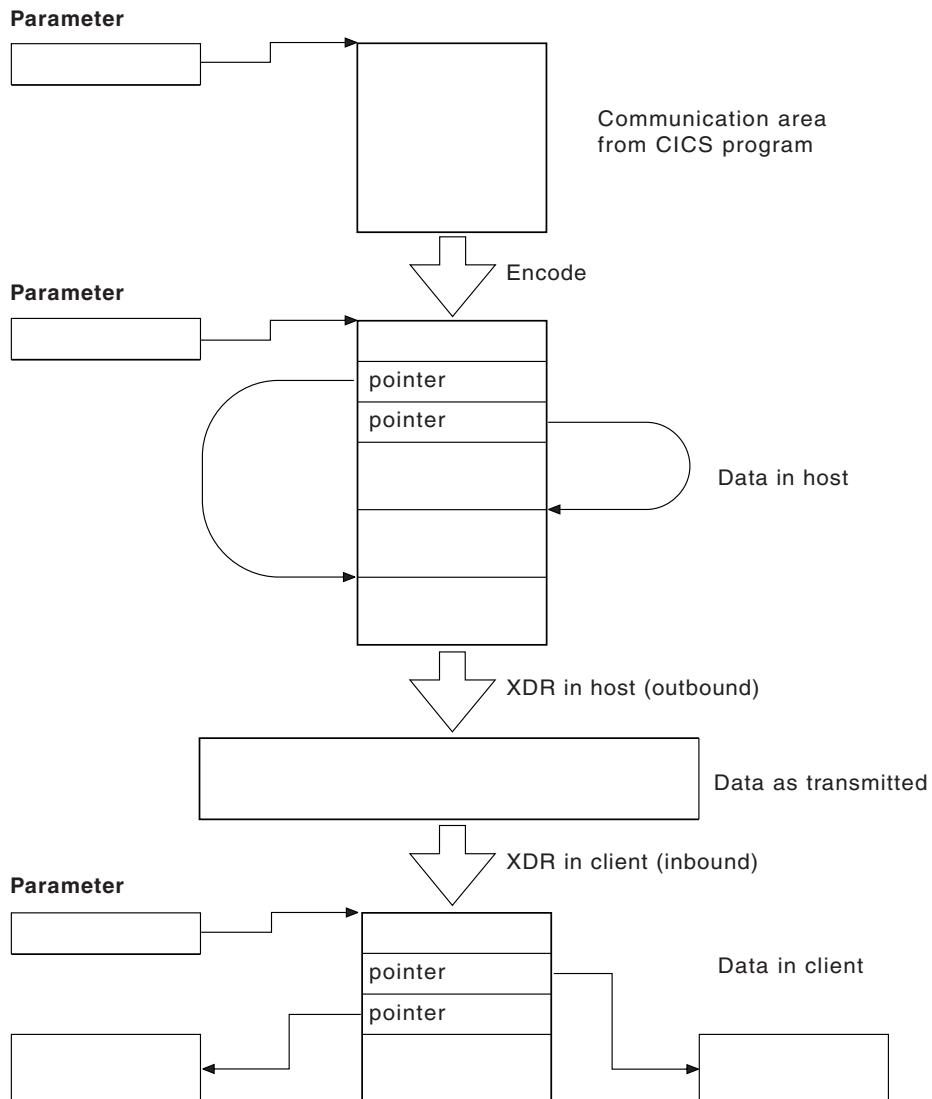 Parameter
Communication area
from CICS program
Encode
Parameter
pointer
pointer
Data in host
XDR in host (outbound)
Data as transmitted
XDR in client (inbound)
Parameter
pointer
Data in client
pointer